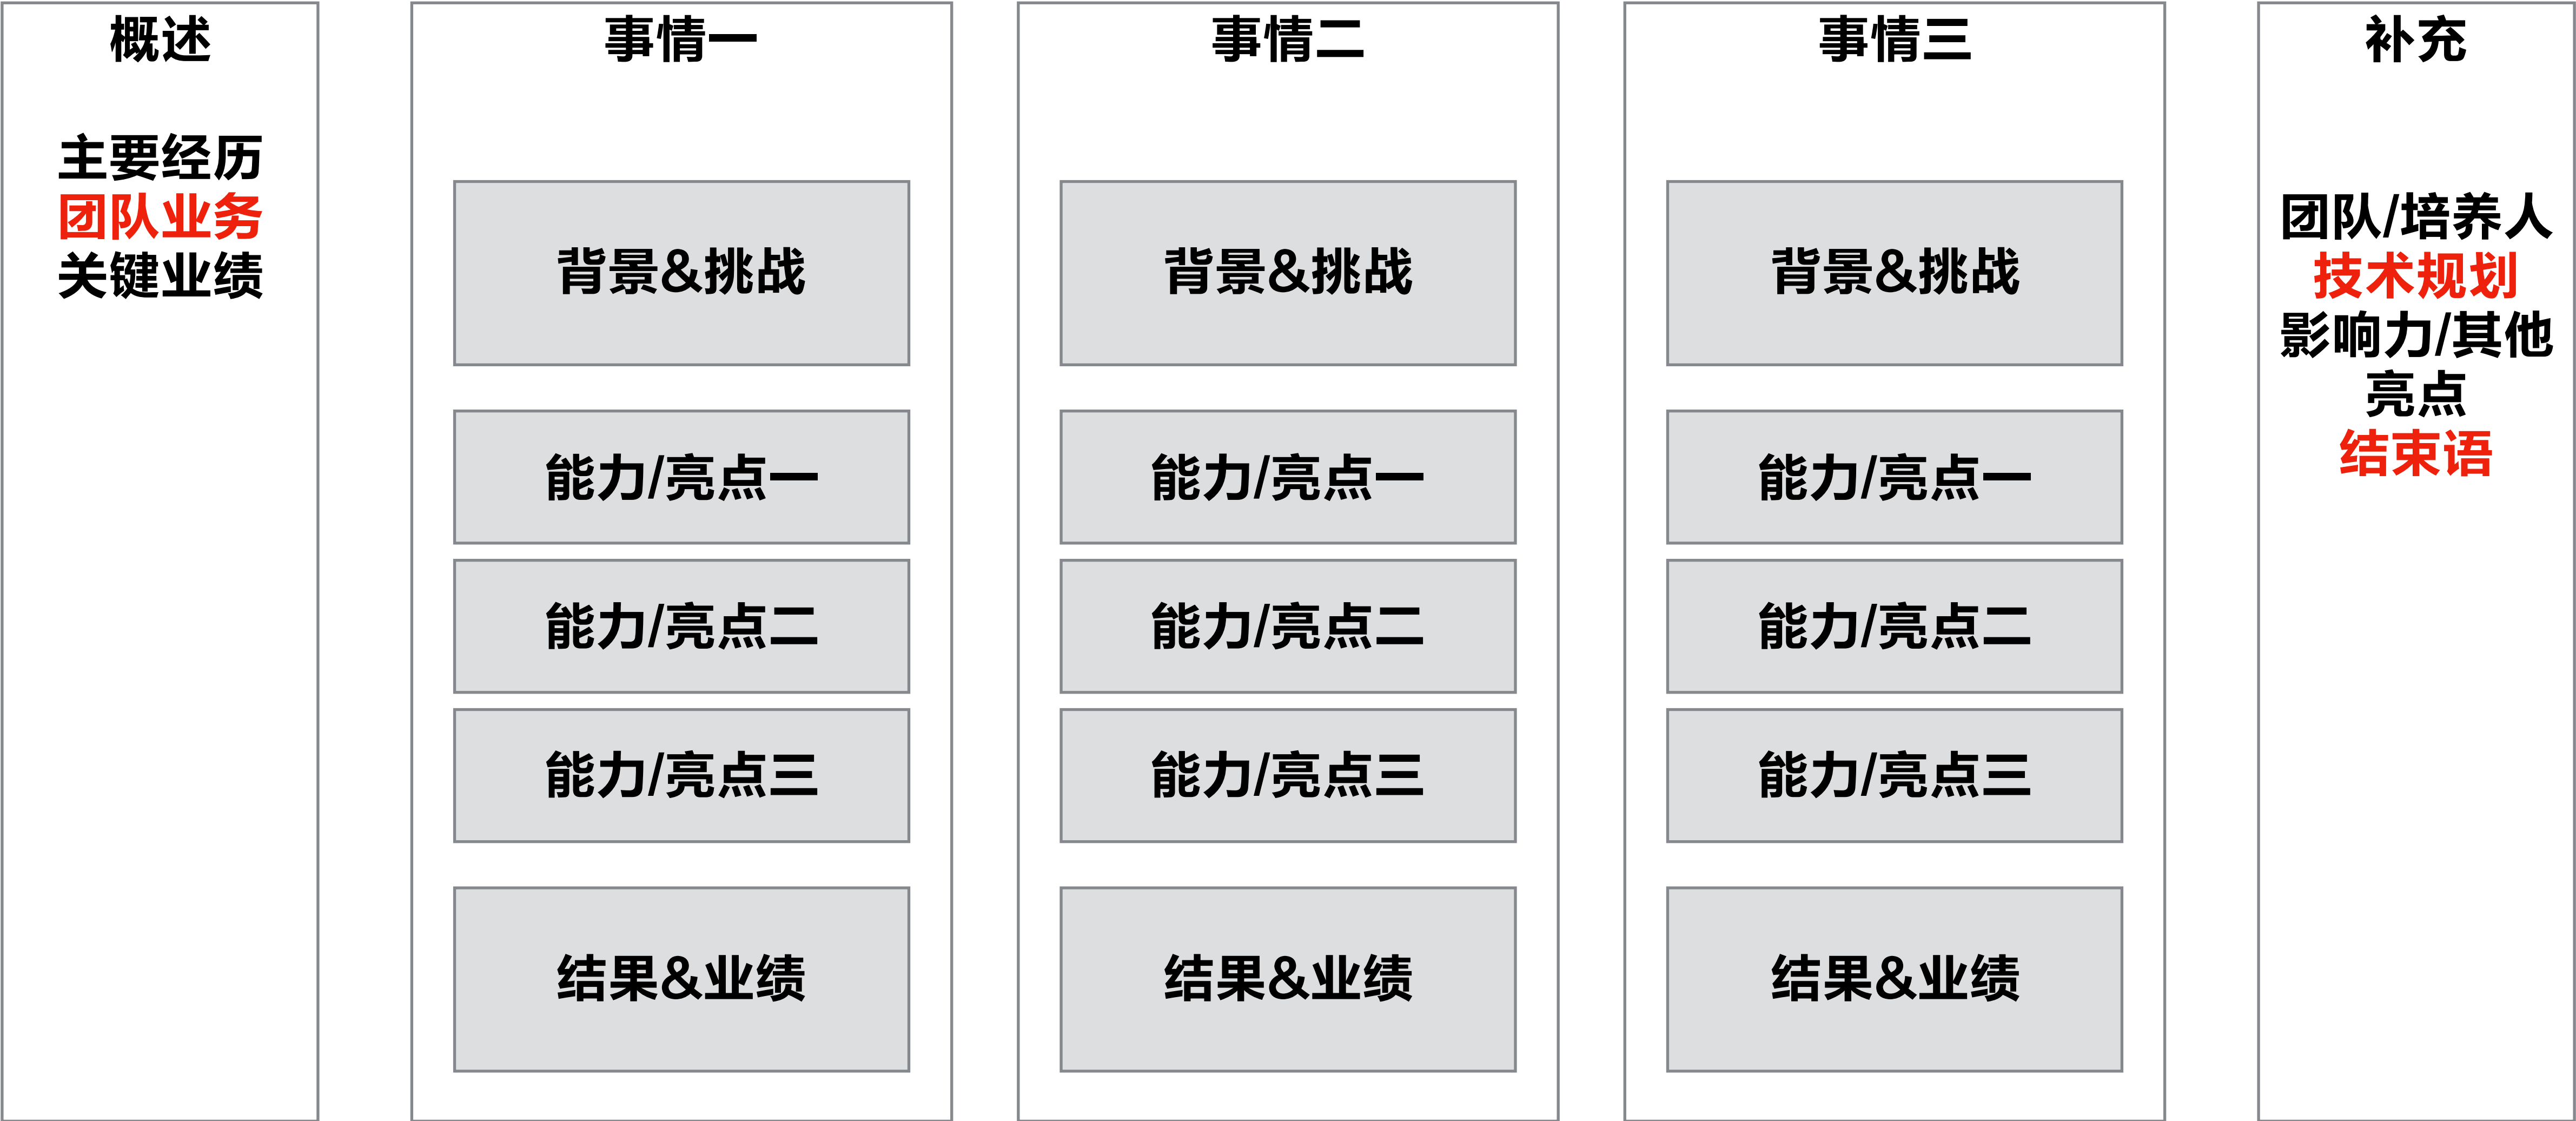 概述
主要经历
团队业务
关键业绩
事情一
背景&挑战
能力/亮点一
能力/亮点二
能力/亮点三
结果&业绩
事情二
背景&挑战
能力/亮点一
能力/亮点二
能力/亮点三
结果&业绩
事情三
背景&挑战
能力/亮点一
能力/亮点二
能力/亮点三
结果&业绩
补充
团队/培养人
技术规划
影响力/其他
亮点
结束语